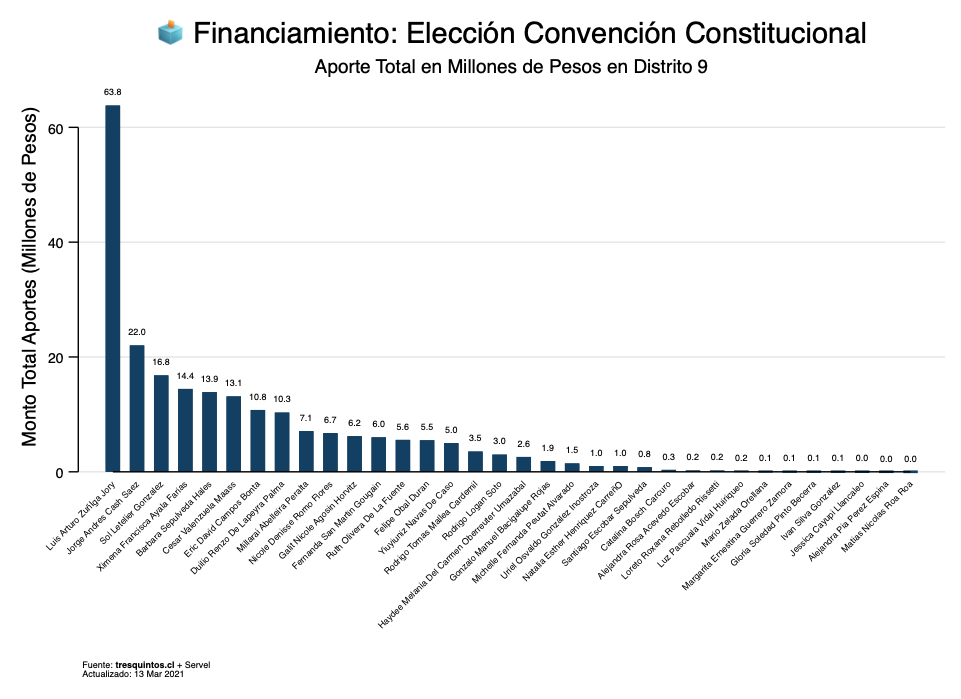 Financiamiento: Elección Convención Constitucional
Aporte Total en Millones de Pesos en Distrito 9
Monto Total Aportes (Millones de Pesos)
60
40
20
0
63.8
22.0
16.8
14.4
13.9
13.1
10.8
10.3
7.1
6.7
6.2
6.0
5.6
5.5
5.0
3.5
3.0
2.6
1.9
1.5
1.0
1.0
0.8
0.3
0.2
0.2
0.2
0.1
0.1
0.1
0.1
0.0
0.0
0.0
Luis Arturo Zuñiga Jory
Jorge Andres Cash Saez
Sol Letelier Gonzalez
Ximena Francisca Ayala Farias
Barbara Sepulveda Hales
Cesar Valenzuela Maass
Eric David Campos Bonta
Duilio Renzo De Lapeyra Palma
Millaray Abelleira Peralta
Nicole Denisse Romo Flores
Galit Nicole Agosin Horvitz
Fernanda San Martin Gougain
Ruth Olivera De La Fuente
Felipe Obal Duran
Viuyiuniz Navas De Caso
Rodrigo Tomas Mallea Cardemil
Rodrigo Logan Soto
Haydee Melania Del Carmen Oberreuter Umazabal
Gonzalo Manuel Bacigalupe Rojas
Michelle Fernanda Peutat Alvarado
Uriel Osvaldo González Inostroza
Natalia Esther Henriquez CarreñO
Santiago Escobar Sepulveda
Catalina Bosch Carcuro
Alejandra Rosa Acevedo Escobar
Loreto Roxana Rebolledo Rissetti
Luz Pascuala Vidal Huiriqueo
Mario Zelada Orellana
Margarita Ernestina Guerrero Zamora
Gloria Soledad Pinto Becerra
Ivan Silva González
Jessica Cayupi Llancaleo
Alejandra Pía Perez Espina
Matias Nicolas Roa Roa
Fuente: tresquintos.cl + Servel
Actualizado: 13 Mar 2021